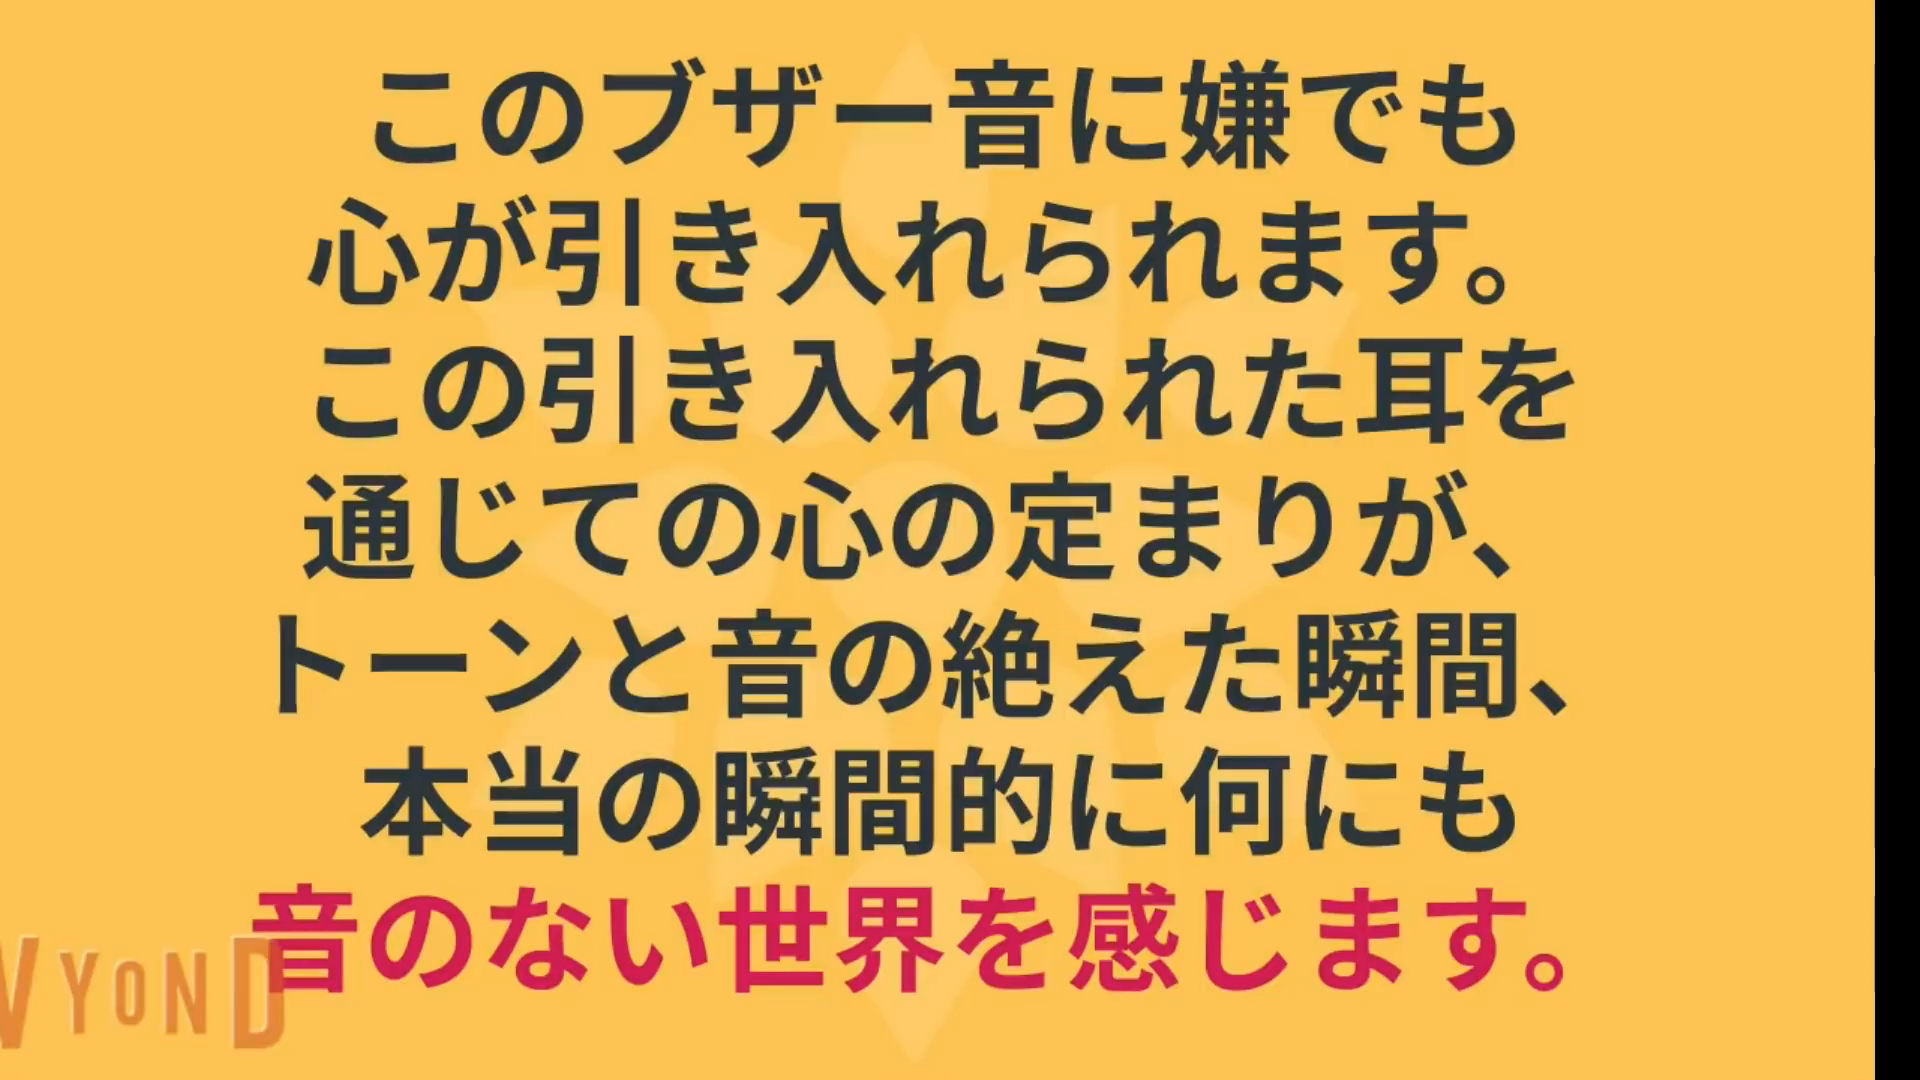 このブザー音に嫌でも
心が引き入れられます。
この引き入れられた耳を
通じての心の定まりが、
トーンと音の絶えた瞬間、
本当の瞬間的に何にも
音のない世界を感じます。
VYOND